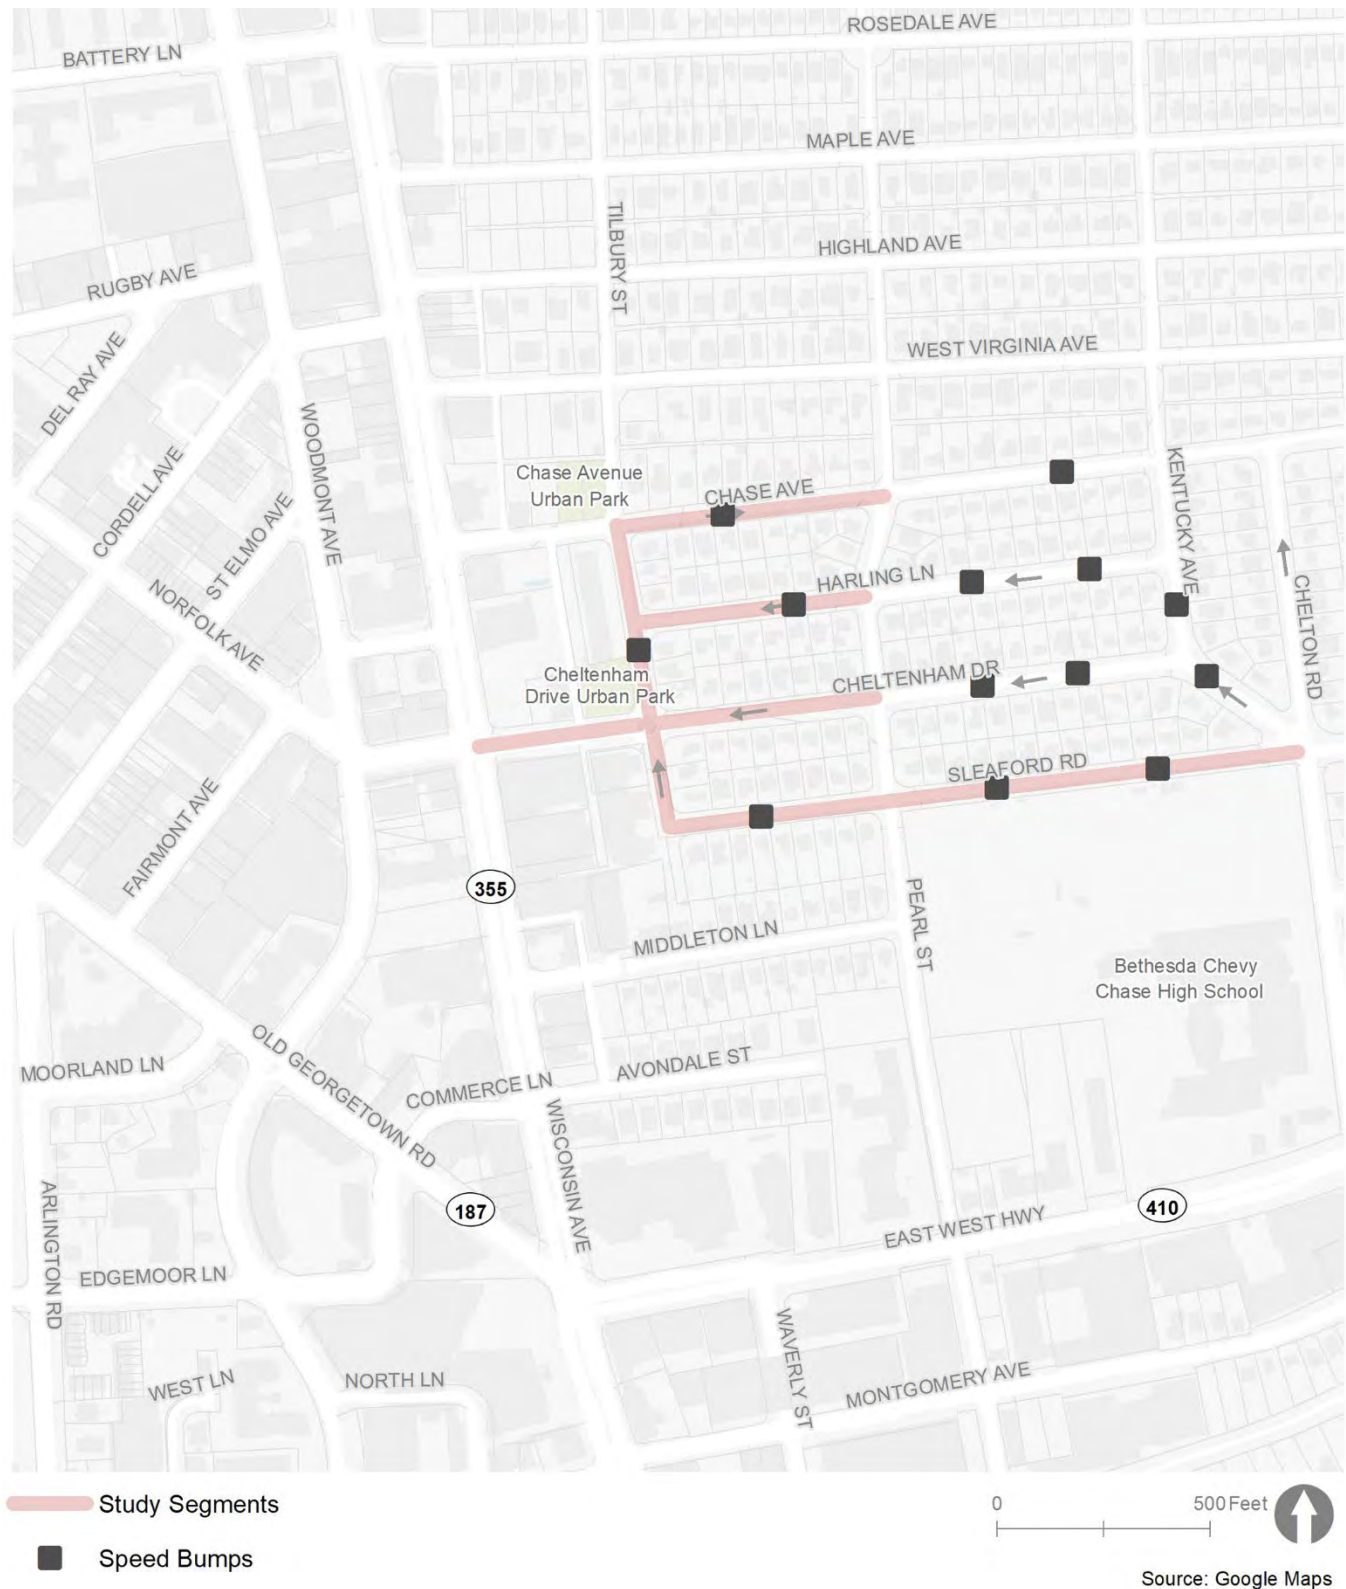 ROSEDALE AVE
BATTERY LN
MAPLE AVE
TILBURY ST
HIGHLAND AVE
RUGBY AVE
DEL RAY AVE
WEST VIRGINIA AVE
WOODMONT AVE
CORDELL AVE
ST ELMO AVE
KENTUCKY AVE
Chase Avenue
Urban Park
CHASE AVE
NORFOLK AVE
HARLING LN
CHELTON RD
Cheltenham
Drive Urban Park
CHELTENHAM DR
SLEAFORD RD
FAIRMONT AVE
355
PEARL ST
MIDDLETON LN
Bethesda Chevy
Chase High School
OLD GEORGETOWN RD
MOORLAND LN
AVONDALE ST
COMMERCE LN
WISCONSIN AVE
ARLINGTON RD
187
410
EAST WEST HWY
EDGEMOOR LN
WAVERLY ST
WEST LN
NORTH LN
MONTGOMERY AVE
Study Segments
0 500 Feet
Speed Bumps
Source: Google Maps